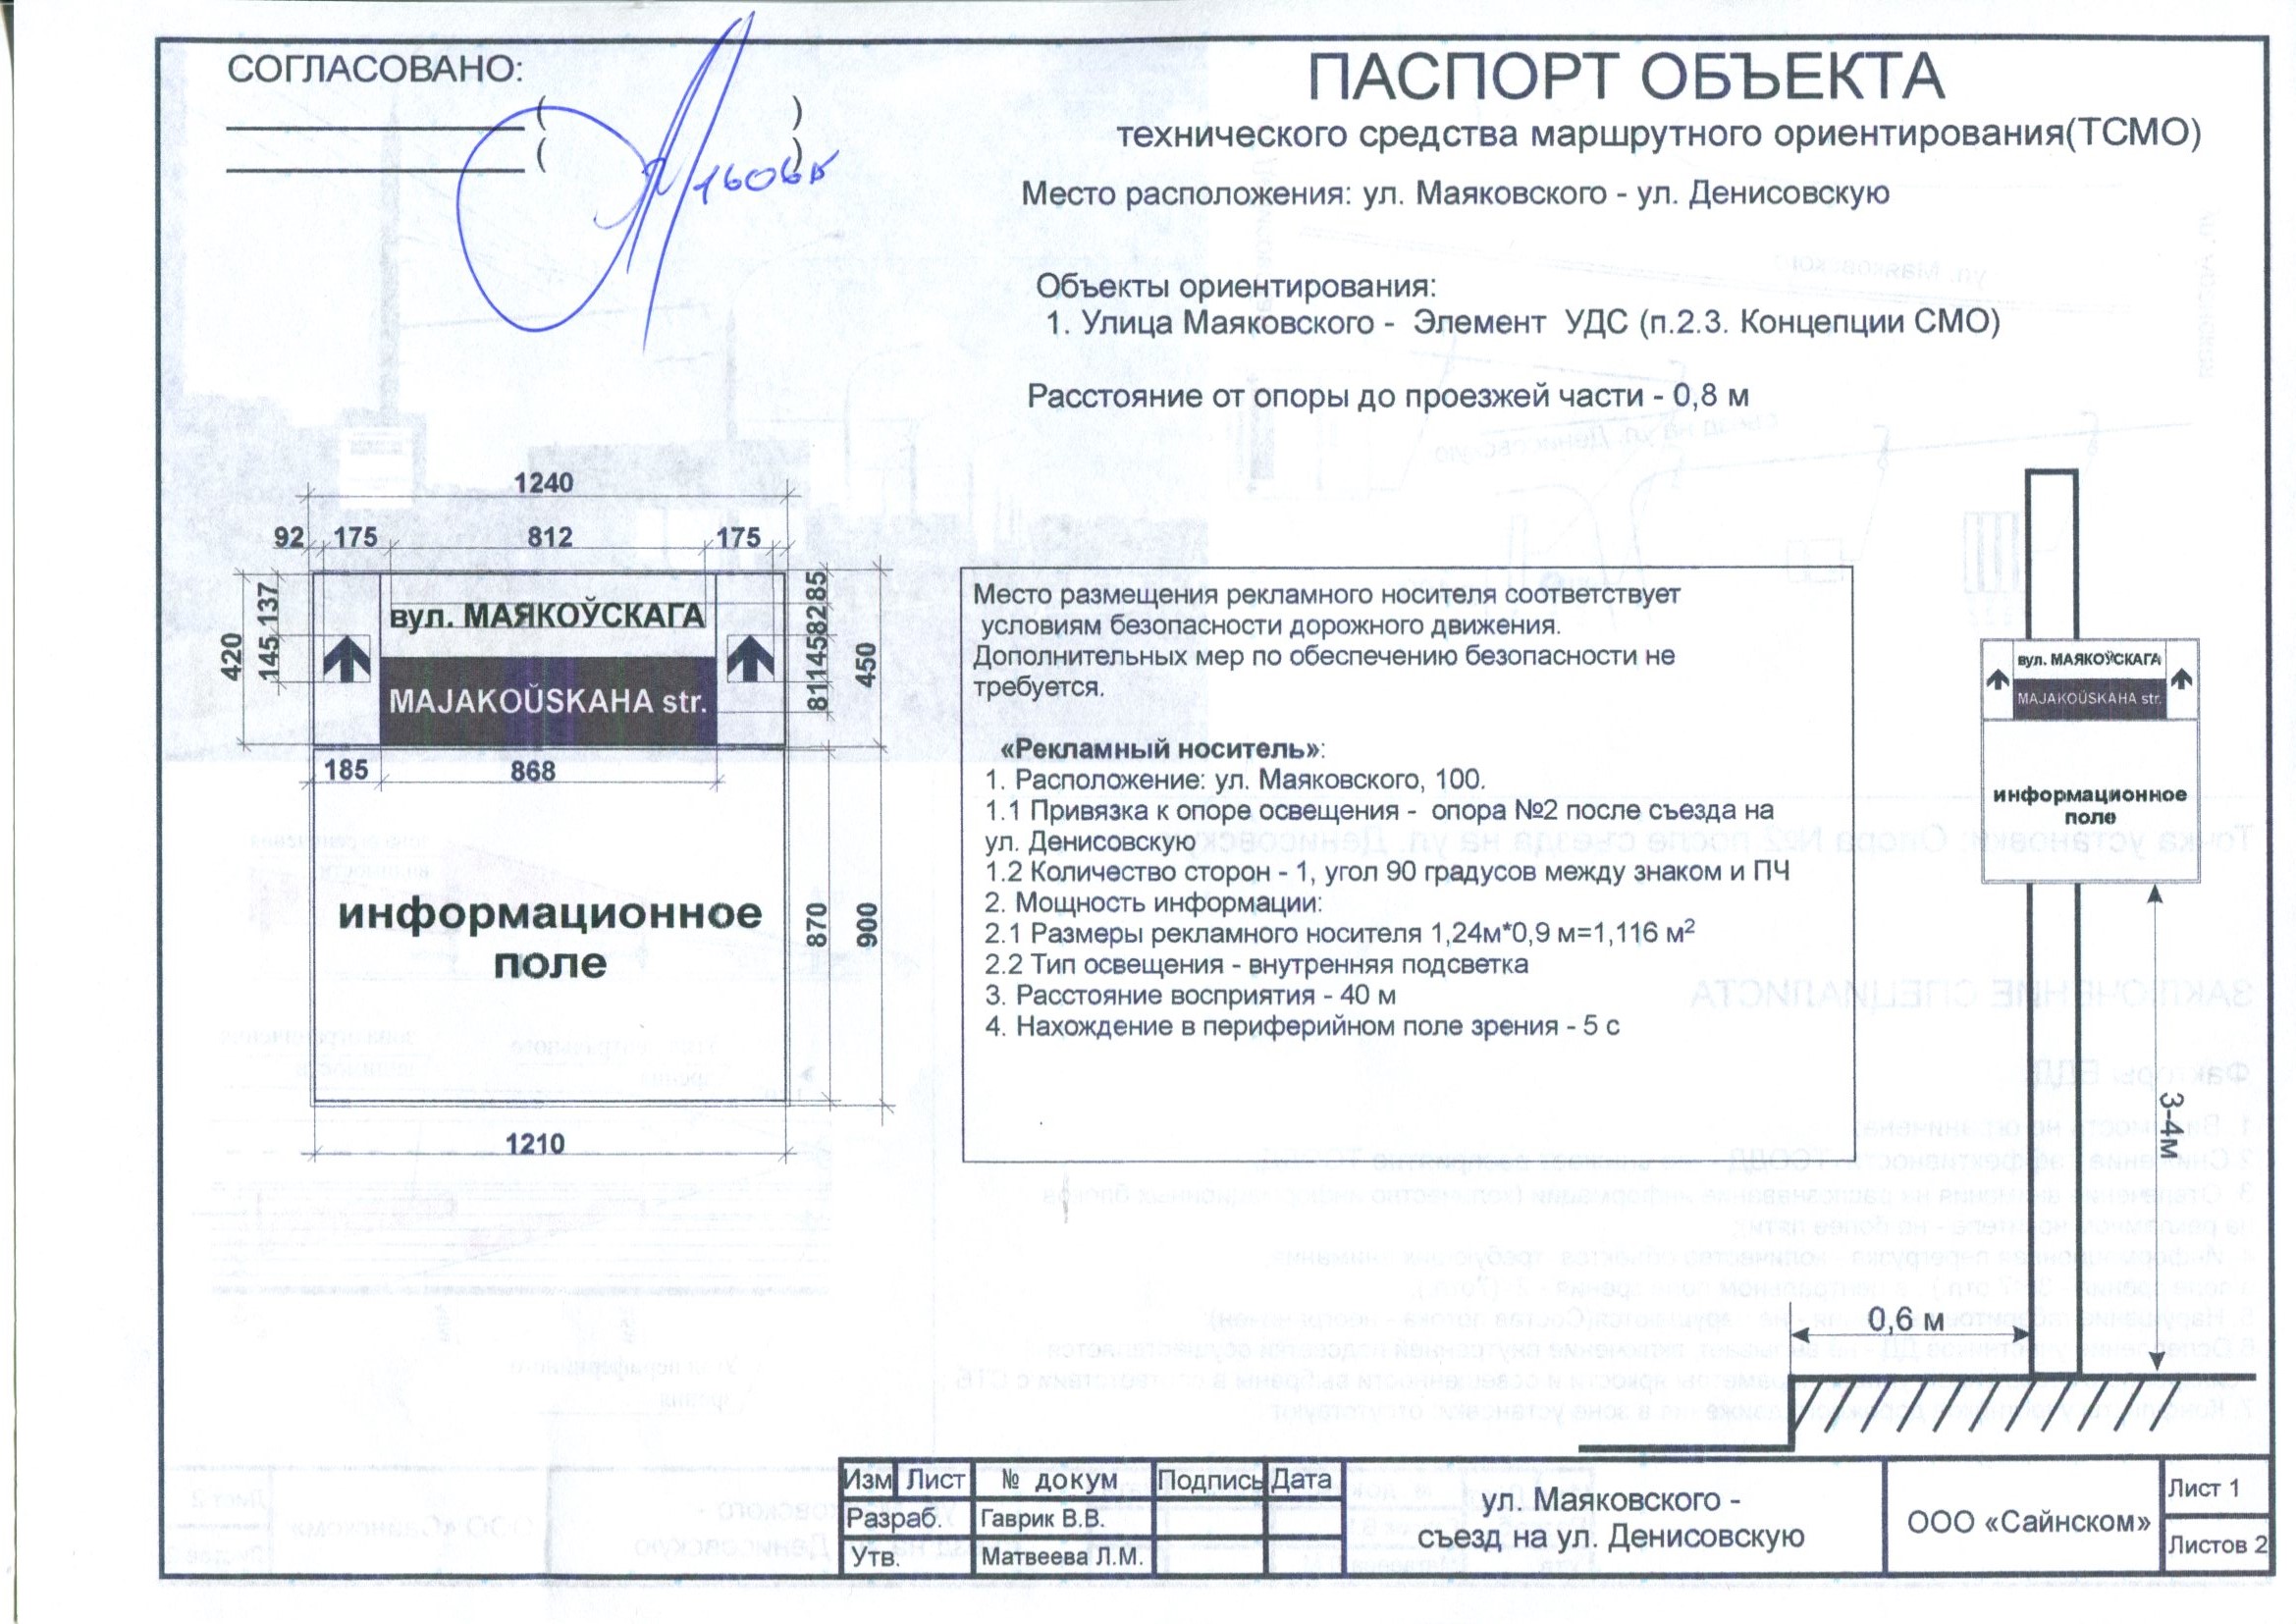 СОГЛАСОВАНО:
( )
( )
ПАСПОРТ ОБЪЕКТА
технического средства маршрутного ориентирования(ТСМО)
Место расположения: ул. Маяковского - ул. Денисовскую
Объекты ориентирования:
1. Улица Маяковского - Элемент УДС (п.2.3. Концепции СМО)
Расстояние от опоры до проезжей части - 0,8 м
1240
92 175 812 175
420
145 137
вул. МАЯКОЎСКАГА
MAJAKOŬSKAHA str.
81 145 82 85
450
185 868
информационное
поле
870
900
1210
Место размещения рекламного носителя соответствует
условиям безопасности дорожного движения.
Дополнительных мер по обеспечению безопасности не
требуется.
«Рекламный носитель»:
1. Расположение: ул. Маяковского, 100.
1.1 Привязка к опоре освещения - опора №2 после съезда на
ул. Денисовскую
1.2 Количество сторон - 1, угол 90 градусов между знаком и ПЧ
2. Мощность информации:
2.1 Размеры рекламного носителя 1,24м*0,9 м=1,116 м²
2.2 Тип освещения - внутренняя подсветка
3. Расстояние восприятия - 40 м
4. Нахождение в периферийном поле зрения - 5 с
вул. МАЯКОЎСКАГА
MAJAKOŬSKAHA str.
информационное
поле
3-4м
0,6 м
Изм Лист № докум Подпись Дата
Разраб. Гаврик В.В.
Утв. Матвеева Л.М.
ул. Маяковского -
съезд на ул. Денисовскую
ООО «Сайнском»
Лист 1
Листов 2